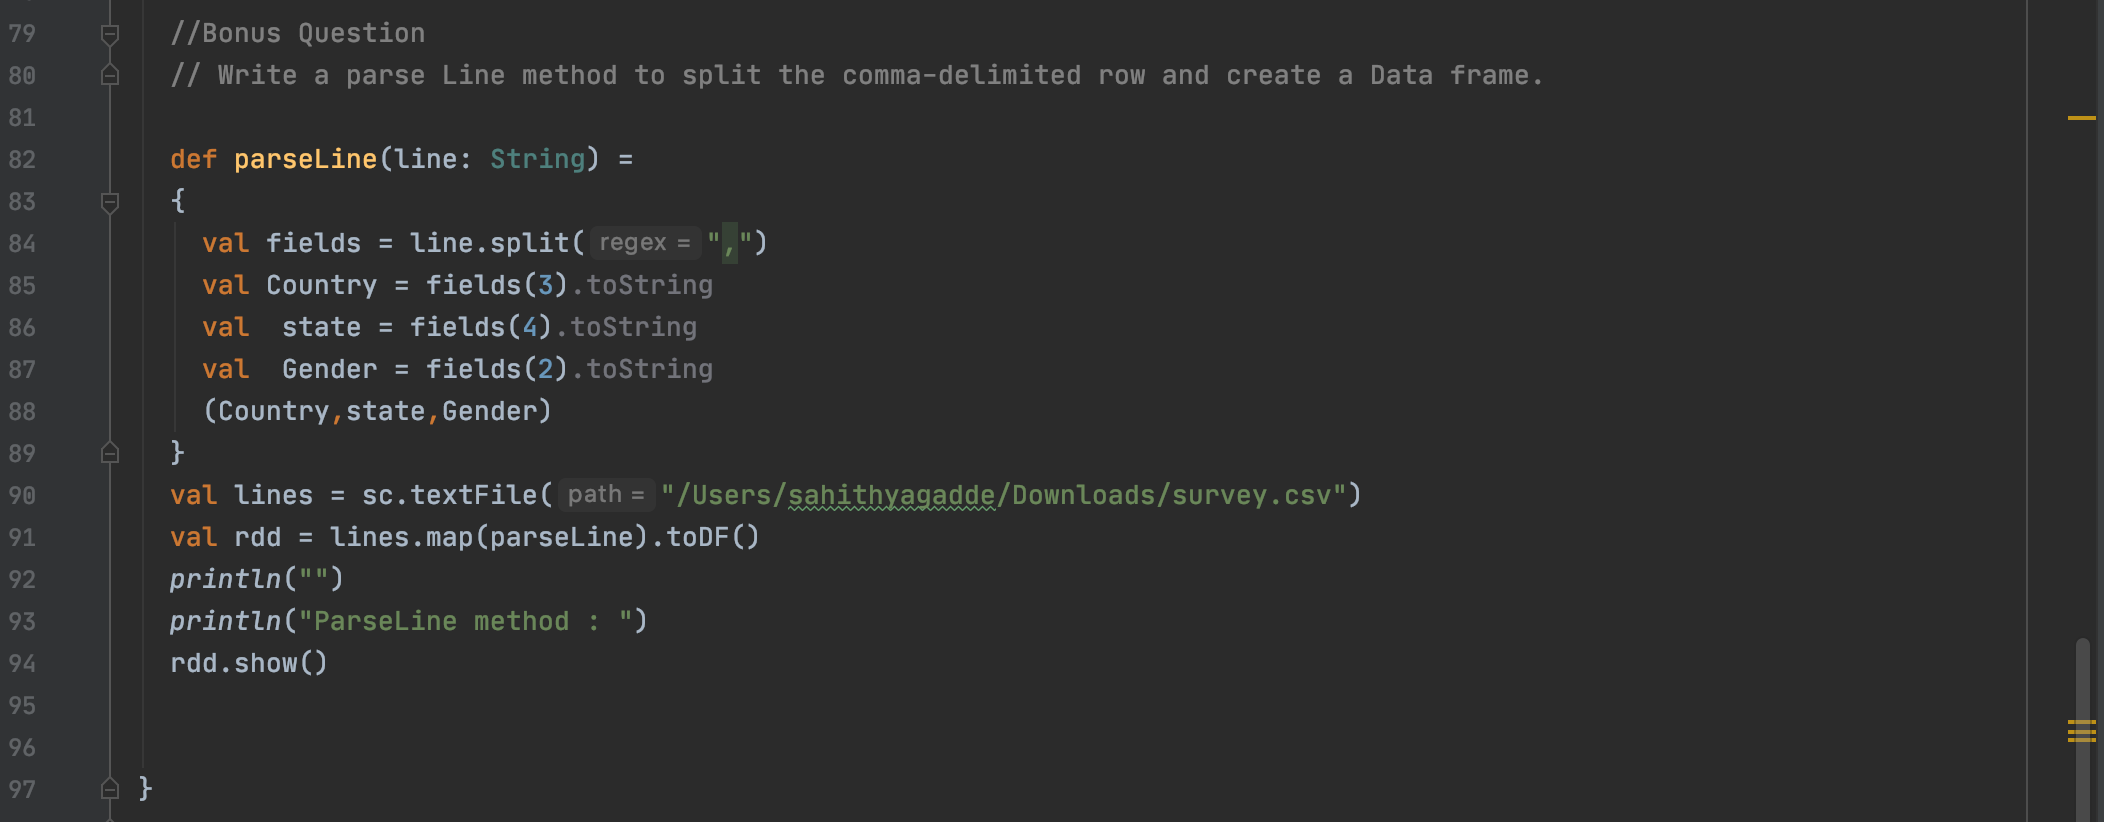 79 //Bonus Question
80 // Write a parse Line method to split the comma-delimited row and create a Data frame.
81
82 def parseLine(line: String) =
83 {
84 val fields = line.split( regex = ",")
85 val Country = fields(3).toString
86 val  state = fields(4).toString
87 val  Gender = fields(2).toString
88 (Country,state,Gender)
89 }
90 val lines = sc.textFile( path = "/Users/sahithyagadde/Downloads/survey.csv")
91 val rdd = lines.map(parseLine).toDF()
92 println("")
93 println("ParseLine method : ")
94 rdd.show()
95
96
97 }